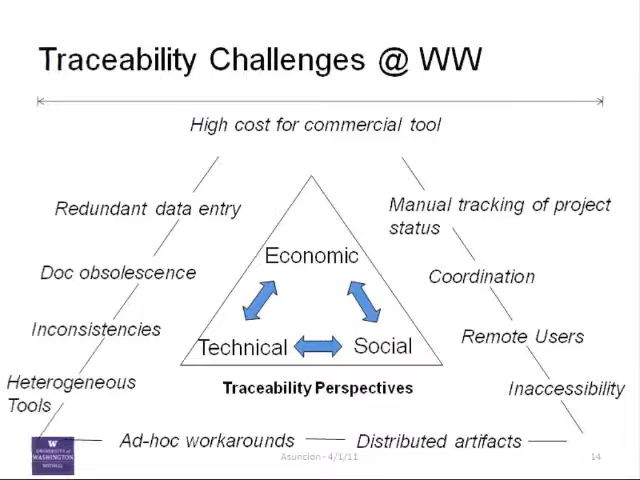 Traceability Challenges @ WW
High cost for commercial tool
Redundant data entry
Manual tracking of project
status
Economic
Doc obsolescence
Coordination
Inconsistencies
Remote Users
Technical
Social
Heterogeneous
Tools
Traceability Perspectives
Inaccessibility
Ad-hoc workarounds
Distributed artifacts
W
UNIVERSITY of
WASHINGTON
BOTHELL
Asuncion - 4/1/11
14